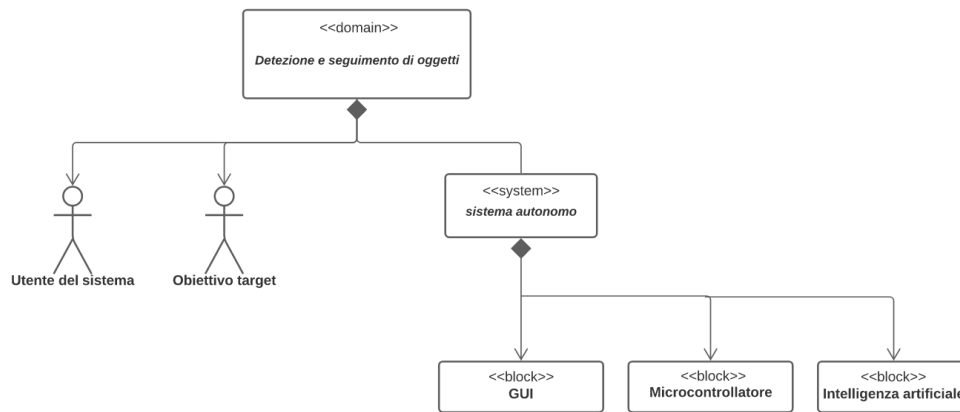 <<domain>>
Detezione e seguimento di oggetti
<<system>>
sistema autonomo
Utente del sistema
Obiettivo target
<<block>>
GUI
<<block>>
Microcontrollatore
<<block>>
Intelligenza artificiale